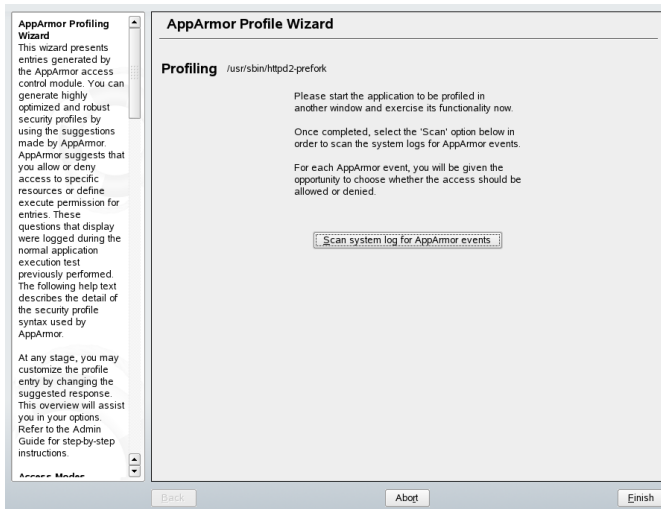 AppArmor Profiling
Wizard
This wizard presents
entries generated by
the AppArmor access
control module. You can
generate highly
optimized and robust
security profiles by
using the suggestions
made by AppArmor.
AppArmor suggests that
you allow or deny
access to specific
resources or define
execute permission for
entries. These
questions that display
were logged during the
normal application
execution test
previously performed.
The following help text
describes the detail of
the security profile
syntax used by
AppArmor.
At any stage, you may
customize the profile
entry by changing the
suggested response.
This overview will assist
you in your options.
Refer to the Admin
Guide for step-by-step
instructions.
Access Modes
AppArmor Profile Wizard
Profiling /usr/sbin/httpd2-prefork
Please start the application to be profiled in
another window and exercise its functionality now.
Once completed, select the 'Scan' option below in
order to scan the system logs for AppArmor events.
For each AppArmor event, you will be given the
opportunity to choose whether the access should be
allowed or denied.
Scan system log for AppArmor events
Back
Abort
Finish